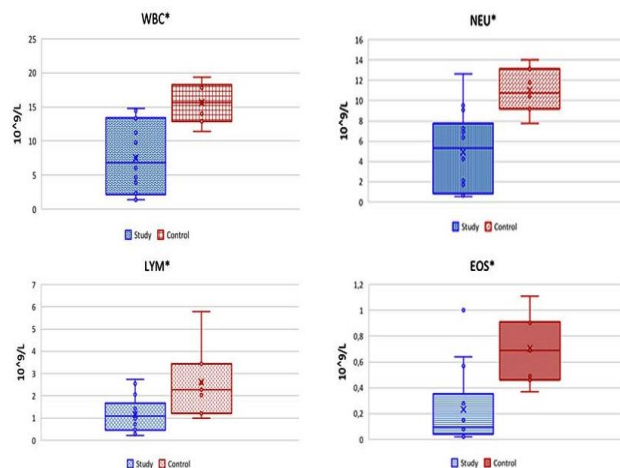 WBC*
25
20
15
10
5
0
10^9/L
Study Control
NEU*
16
14
12
10
8
6
4
2
0
10^9/L
Study Control
LYM*
7
6
5
4
3
2
1
0
10^9/L
Study Control
EOS*
1,2
1
0,8
0,6
0,4
0,2
0
10^9/L
Study Control